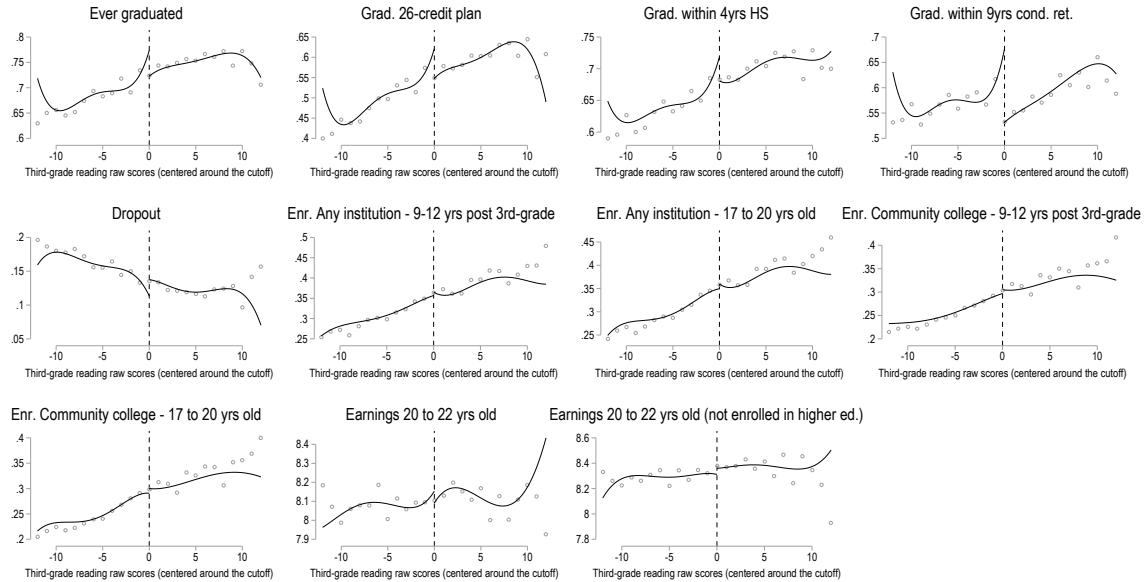 Ever graduated
.8
.75
.7
.65
.6
-10 -5 0 5 10
Third-grade reading raw scores (centered around the cutoff)
Grad. 26-credit plan
.65
.6
.55
.5
.45
.4
-10 -5 0 5 10
Third-grade reading raw scores (centered around the cutoff)
Grad. within 4yrs HS
.75
.7
.65
.6
-10 -5 0 5 10
Third-grade reading raw scores (centered around the cutoff)
Grad. within 9yrs cond. ret.
.7
.65
.6
.55
.5
-10 -5 0 5 10
Third-grade reading raw scores (centered around the cutoff)
Dropout
.2
.15
.1
.05
-10 -5 0 5 10
Third-grade reading raw scores (centered around the cutoff)
Enr. Any institution - 9-12 yrs post 3rd-grade
.5
.45
.4
.35
.3
.25
-10 -5 0 5 10
Third-grade reading raw scores (centered around the cutoff)
Enr. Any institution - 17 to 20 yrs old
.45
.4
.35
.3
.25
-10 -5 0 5 10
Third-grade reading raw scores (centered around the cutoff)
Enr. Community college - 9-12 yrs post 3rd-grade
.4
.35
.3
.25
.2
-10 -5 0 5 10
Third-grade reading raw scores (centered around the cutoff)
Enr. Community college - 17 to 20 yrs old
.4
.35
.3
.25
.2
-10 -5 0 5 10
Third-grade reading raw scores (centered around the cutoff)
Earnings 20 to 22 yrs old
8.4
8.3
8.2
8.1
8
7.9
-10 -5 0 5 10
Third-grade reading raw scores (centered around the cutoff)
Earnings 20 to 22 yrs old (not enrolled in higher ed.)
8.6
8.4
8.2
8
7.8
-10 -5 0 5 10
Third-grade reading raw scores (centered around the cutoff)